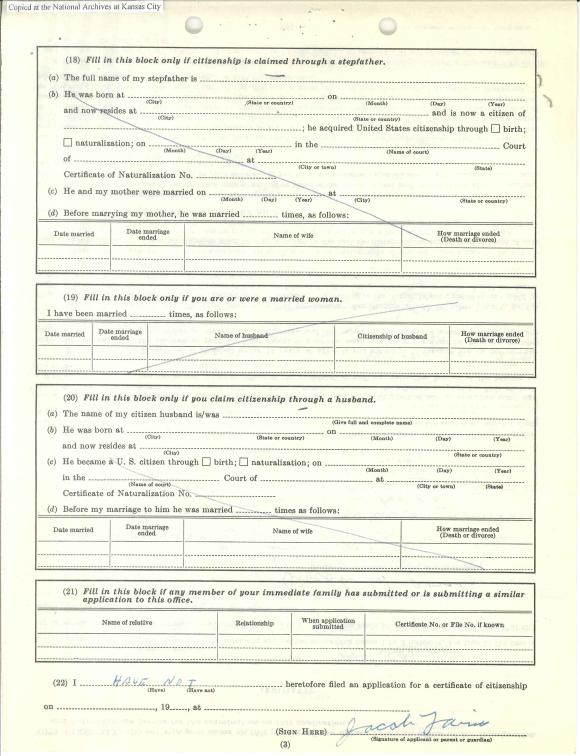 Copied at the National Archives at Kansas City
(18) Fill in this block only if citizenship is claimed through a stepfather.
(a) The full name of my stepfather is
(b) He was born at on
(City) (State or country) (Month) (Day) (Year)
and now resides at and is now a citizen of
(City) (State or country)
; he acquired United States citizenship through ☐ birth;
☐ naturalization; on in the Court
(Month) (Day) (Year) (Name of court)
of at
(City or town) (State)
Certificate of Naturalization No.
(c) He and my mother were married on at
(Month) (Day) (Year) (City) (State or country)
(d) Before marrying my mother, he was married times, as follows:
Date married Date marriage ended Name of wife How marriage ended (Death or divorce)
(19) Fill in this block only if you are or were a married woman.
I have been married times, as follows:
Date married Date marriage ended Name of husband Citizenship of husband How marriage ended (Death or divorce)
(20) Fill in this block only if you claim citizenship through a husband.
(a) The name of my citizen husband is/was
(Give full and complete name)
(b) He was born at on
(City) (State or country) (Month) (Day) (Year)
and now resides at
(City) (State or country)
(c) He became a U. S. citizen through ☐ birth; ☐ naturalization; on
(Month) (Day) (Year)
in the Court of at
(Name of court) (City or town) (State)
Certificate of Naturalization No.
(d) Before my marriage to him he was married times as follows:
Date married Date marriage ended Name of wife How marriage ended (Death or divorce)
(21) Fill in this block if any member of your immediate family has submitted or is submitting a similar
application to this office.
Name of relative Relationship When application submitted Certificate No. or File No. if known
(22) I HAVE NOT heretofore filed an application for a certificate of citizenship
(Have) (Have not)
on , 19 , at
(SIGN HERE) Jacob
(Signature of applicant or parent or guardian)
(3)